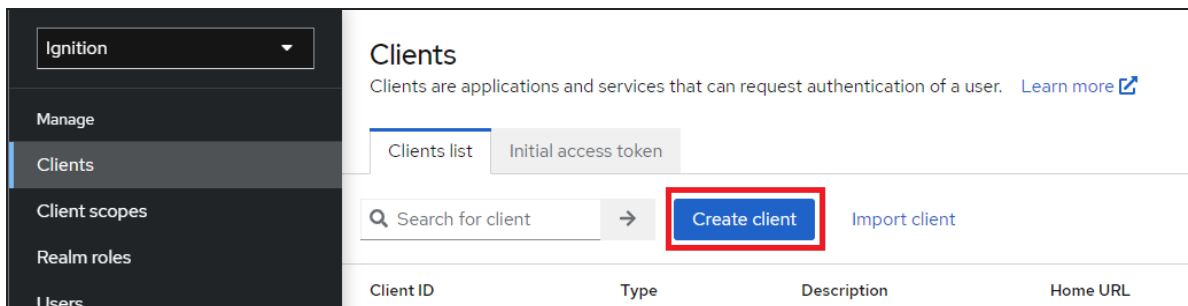 Ignition
Manage
Clients
Client scopes
Realm roles
Users
Clients
Clients are applications and services that can request authentication of a user. Learn more
Clients list Initial access token
Search for client Create client Import client
Client ID Type Description Home URL